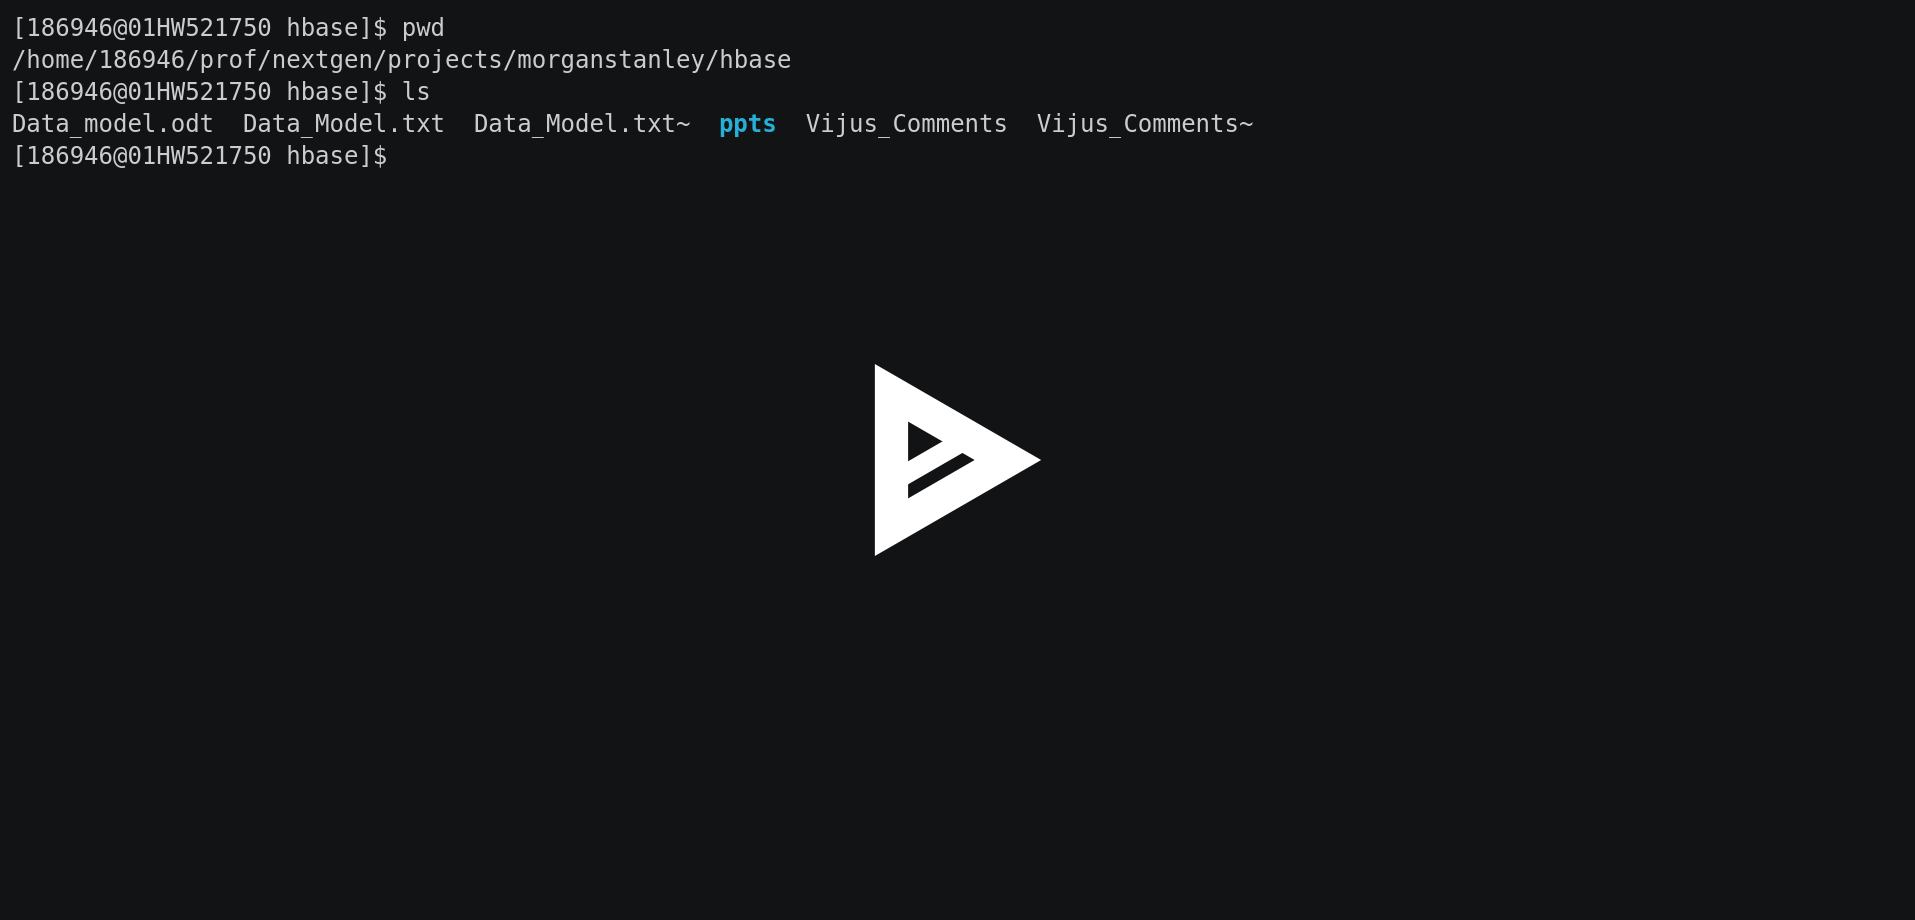 [186946@01HW521750 hbase]$ pwd
/home/186946/prof/nextgen/projects/morganstanley/hbase
[186946@01HW521750 hbase]$ ls
Data_model.odt  Data_Model.txt  Data_Model.txt~  ppts  Vijus_Comments  Vijus_Comments~
[186946@01HW521750 hbase]$